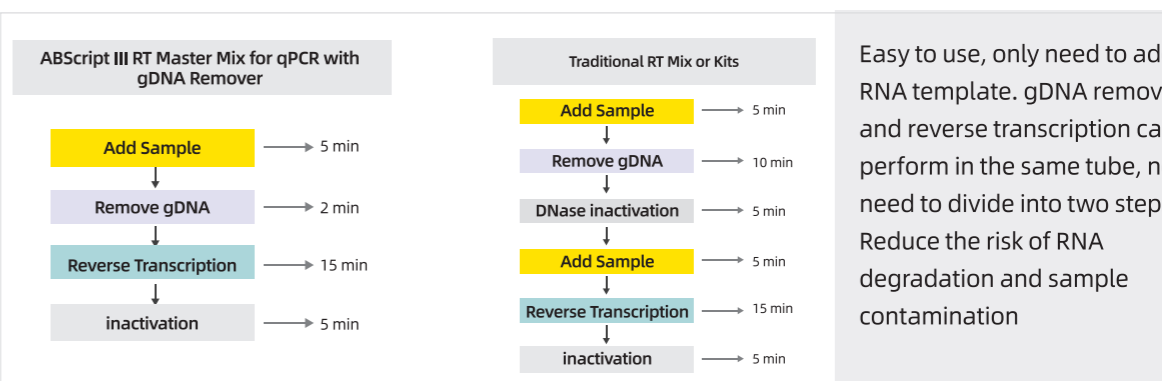 ABScript III RT Master Mix for qPCR with
gDNA Remover
Add Sample
5 min
Remove gDNA
2 min
Reverse Transcription
15 min
inactivation
5 min
Traditional RT Mix or Kits
Add Sample
5 min
Remove gDNA
10 min
DNase inactivation
5 min
Add Sample
5 min
Reverse Transcription
15 min
inactivation
5 min
Easy to use, only need to ad
RNA template. gDNA remov
and reverse transcription ca
perform in the same tube, n
need to divide into two step
Reduce the risk of RNA
degradation and sample
contamination